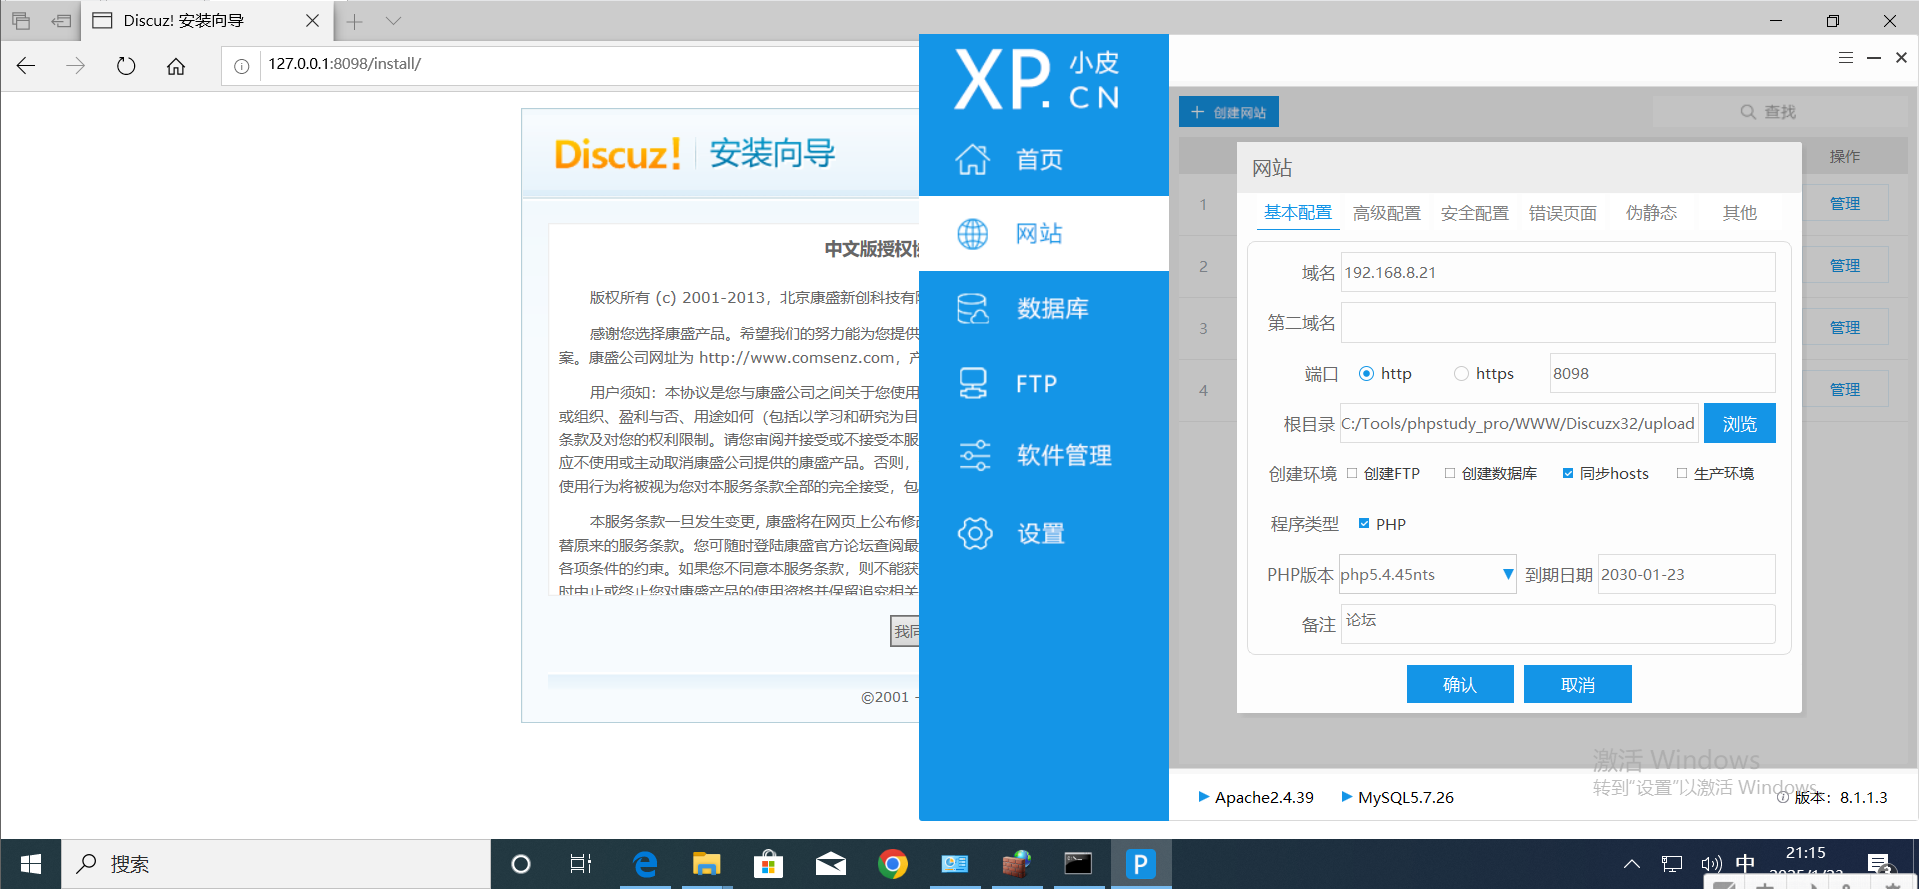 Discuz! 安装向导
127.0.0.1:8098/install/
Discuz! 安装向导
中文版授权
版权所有 (c) 2001-2013，北京康盛新创科技有
感谢您选择康盛产品。希望我们的努力能为您提供
案。康盛公司网址为 http://www.comsenz.com，
用户须知：本协议是您与康盛公司之间关于您使用
或组织、盈利与否、用途如何（包括以学习和研究为目
条款及对您的权利限制。请您审阅并接受或不接受本服
应不使用或主动取消康盛公司提供的康盛产品。否则，
使用行为将被视为您对本服务条款全部的完全接受，包
本服务条款一旦发生变更, 康盛将在网页上公布修
替原来的服务条款。您可随时登陆康盛官方论坛查阅最
各项条件的约束。如果您不同意本服务条款，则不能获
时中止或终止您对康盛产品的使用资格并保留追究相关
我同
©2001 -
XP. 小皮 CN
首页
网站
数据库
FTP
软件管理
设置
创建网站
查找
操作
1 管理
2 管理
3 管理
4 管理
网站
基本配置 高级配置 安全配置 错误页面 伪静态 其他
域名 192.168.8.21
第二域名
端口 http https 8098
根目录 C:/Tools/phpstudy_pro/WWW/Discuzx32/upload 浏览
创建环境 创建FTP 创建数据库 同步hosts 生产环境
程序类型 PHP
PHP版本 php5.4.45nts 到期日期 2030-01-23
备注 论坛
确认 取消
激活 Windows
转到"设置"以激活 Windows。
Apache2.4.39 MySQL5.7.26 版本：8.1.1.3
搜索
P
中
21:15